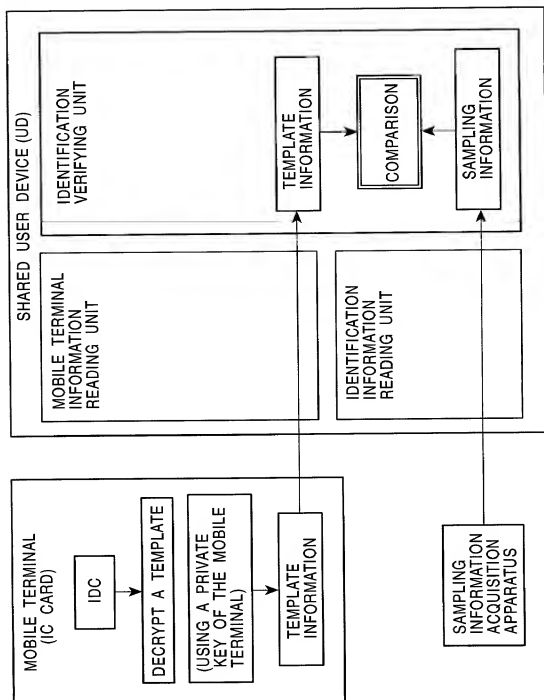 SHARED USER DEVICE (UD)
MOBILE TERMINAL
(IC CARD)
IDC
DECRYPT A TEMPLATE
(USING A PRIVATE
KEY OF THE MOBILE
TERMINAL)
TEMPLATE
INFORMATION
MOBILE TERMINAL
INFORMATION
READING UNIT
IDENTIFICATION
VERIFYING UNIT
TEMPLATE
INFORMATION
COMPARISON
SAMPLING
INFORMATION
IDENTIFICATION
INFORMATION
READING UNIT
SAMPLING
INFORMATION
ACQUISITION
APPARATUS